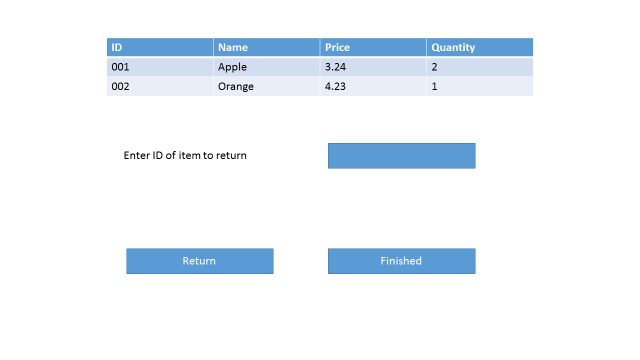 ID Name Price Quantity
001 Apple 3.24 2
002 Orange 4.23 1
Enter ID of item to return
Return Finished